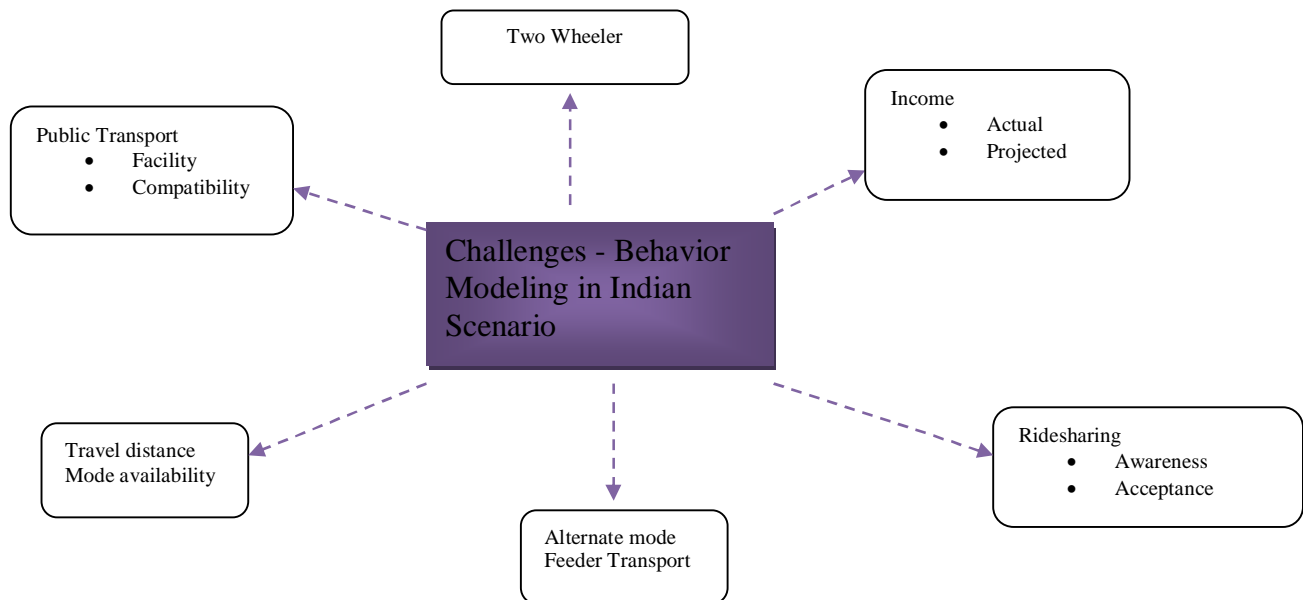 Two Wheeler
Income
• Actual
• Projected
Public Transport
• Facility
• Compatibility
Challenges - Behavior
Modeling in Indian
Scenario
Travel distance
Mode availability
Ridesharing
• Awareness
• Acceptance
Alternate mode
Feeder Transport